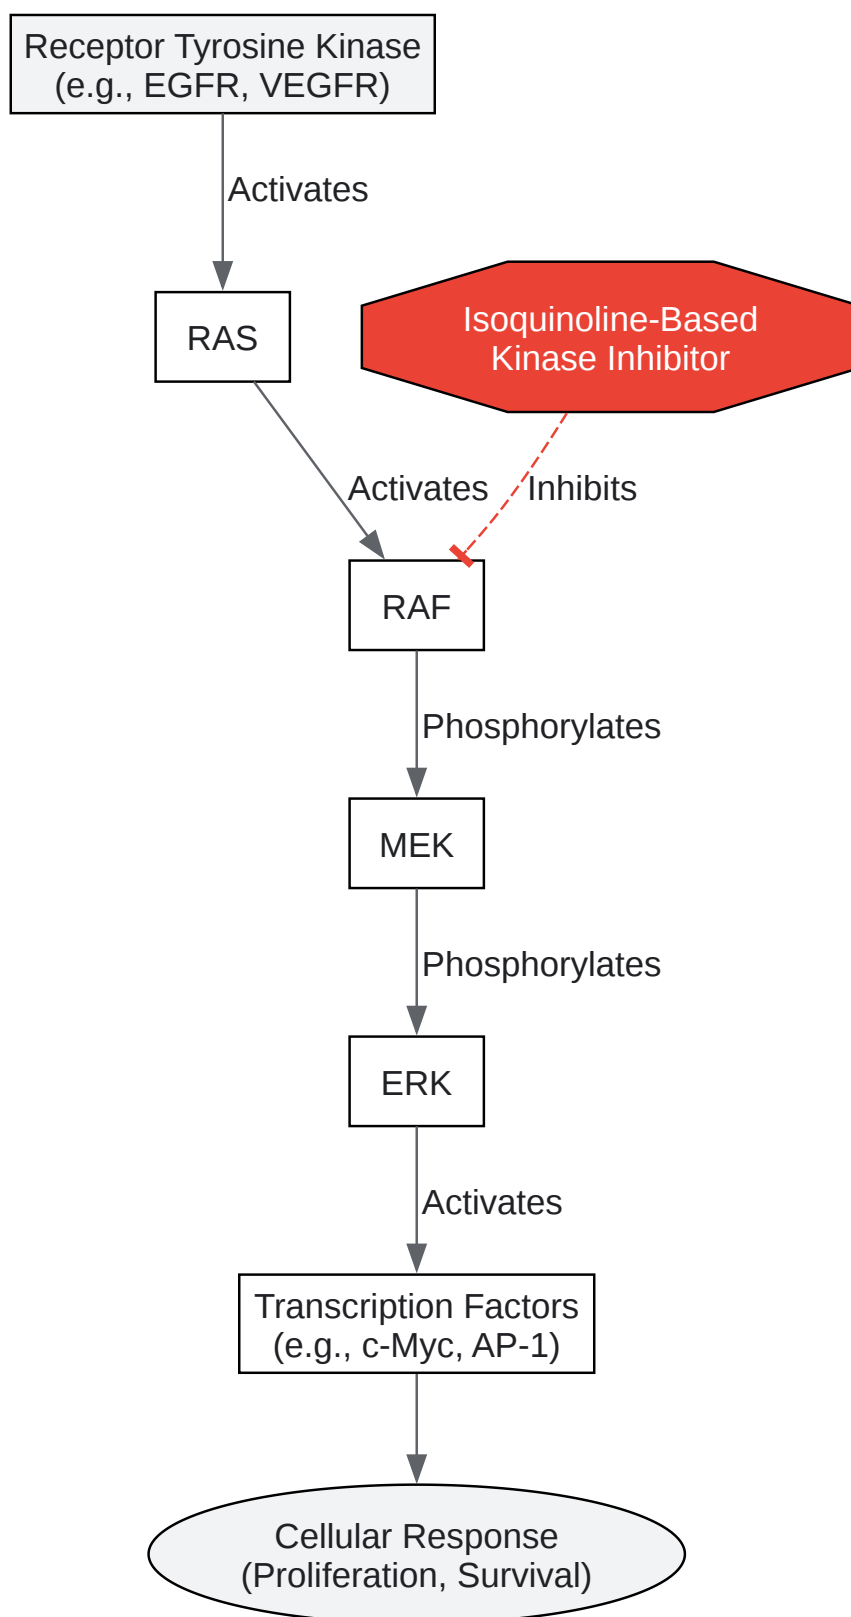 Receptor Tyrosine Kinase
(e.g., EGFR, VEGFR)
Activates
RAS
Isoquinoline-Based
Kinase Inhibitor
Activates
Inhibits
RAF
Phosphorylates
MEK
Phosphorylates
ERK
Activates
Transcription Factors
(e.g., c-Myc, AP-1)
Cellular Response
(Proliferation, Survival)